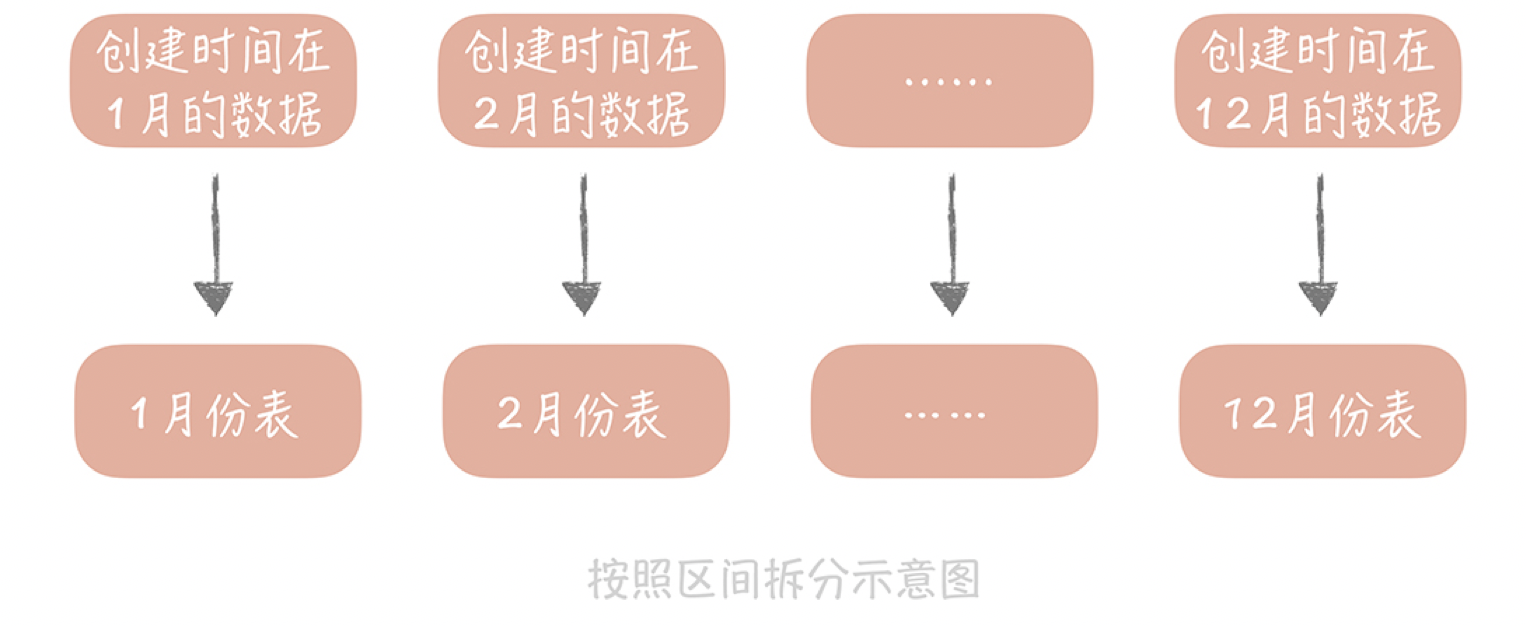 创建时间在
1月的数据
创建时间在
2月的数据
……
创建时间在
12月的数据
1月份表
2月份表
……
12月份表
按照区间拆分示意图